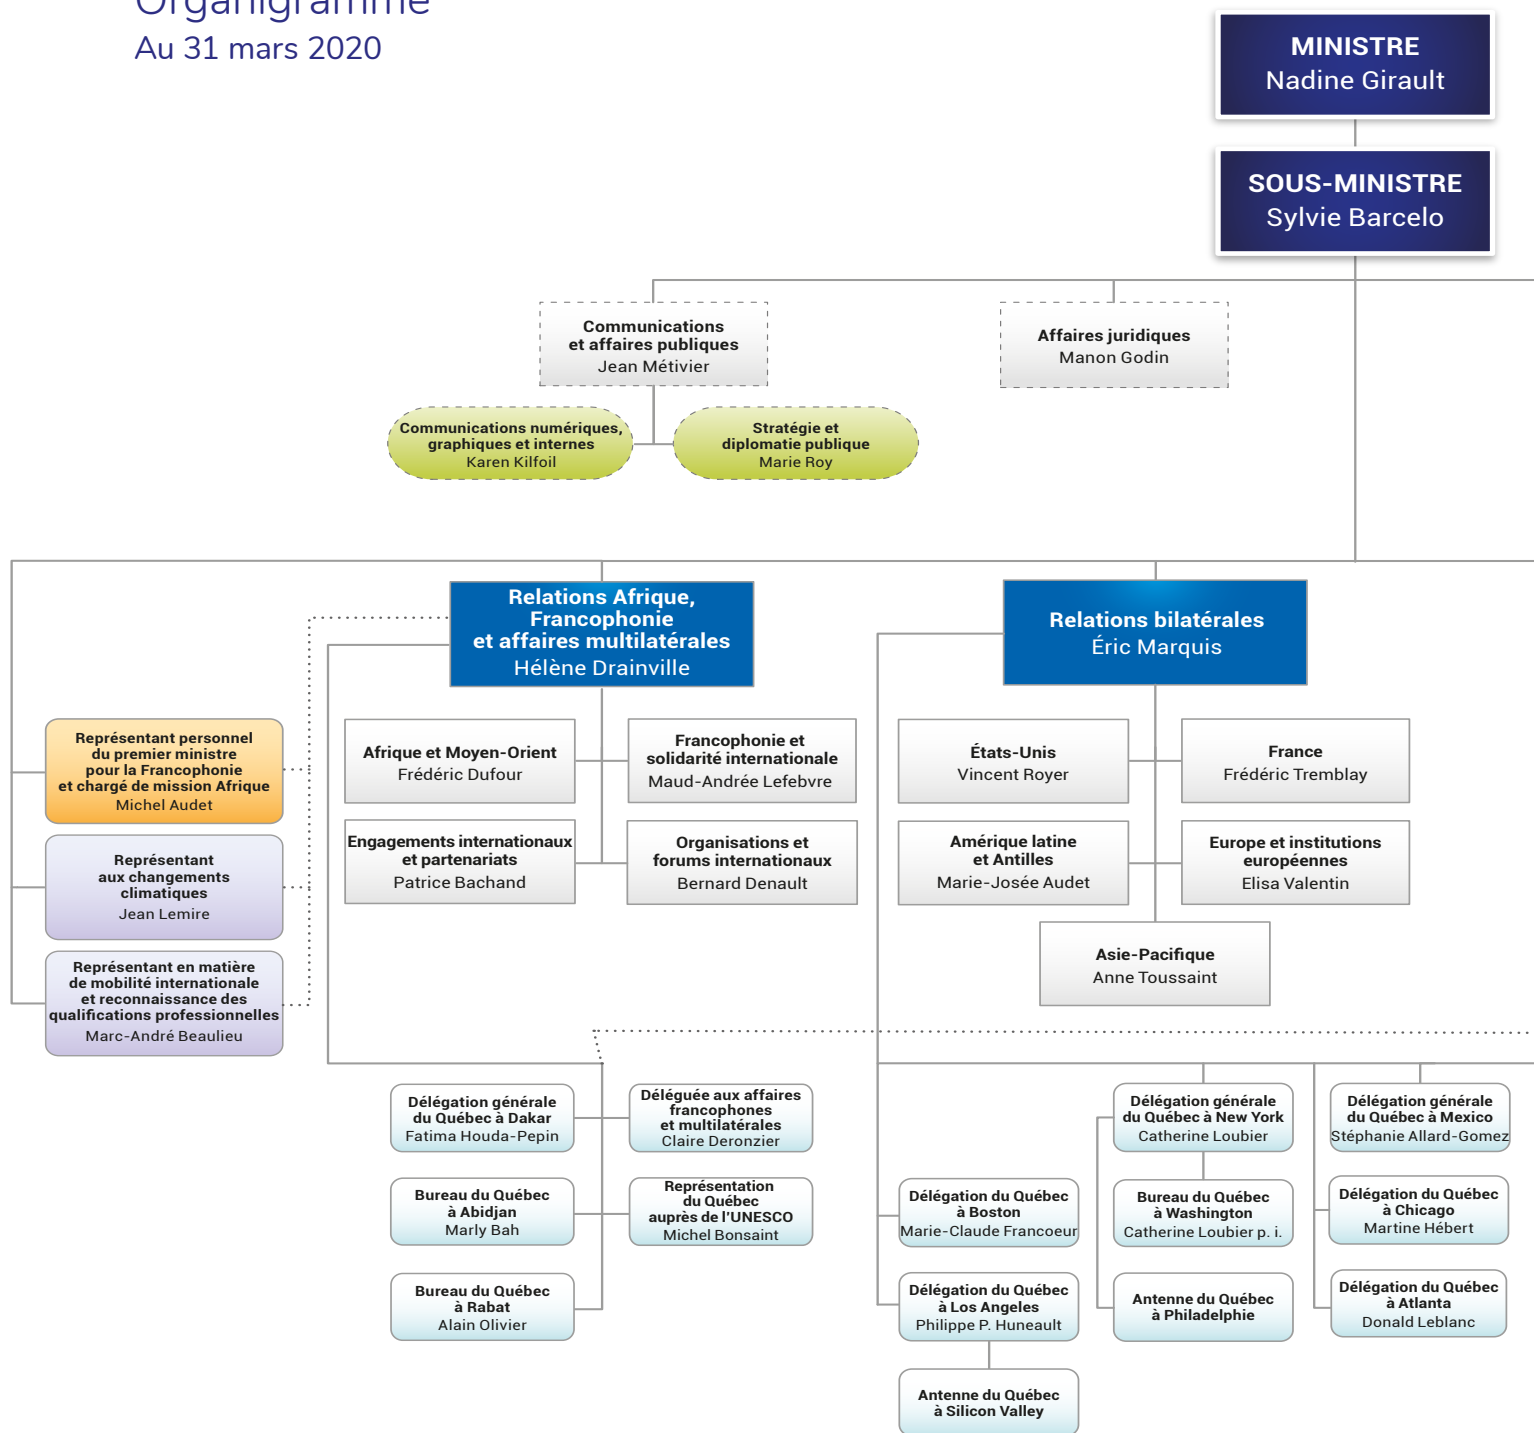 Organigramme
Au 31 mars 2020
MINISTRE
Nadine Girault
SOUS-MINISTRE
Sylvie Barcelo
Communications
et affaires publiques
Jean Métivier
Affaires juridiques
Manon Godin
Communications numériques,
graphiques et internes
Karen Kilfoil
Stratégie et
diplomatie publique
Marie Roy
Relations Afrique,
Francophonie
et affaires multilatérales
Hélène Drainville
Relations bilatérales
Éric Marquis
Représentant personnel
du premier ministre
pour la Francophonie
et chargé de mission Afrique
Michel Audet
Représentant
aux changements
climatiques
Jean Lemire
Représentant en matière
de mobilité internationale
et reconnaissance des
qualifications professionnelles
Marc-André Beaulieu
Afrique et Moyen-Orient
Frédéric Dufour
Francophonie et
solidarité internationale
Maud-Andrée Lefebvre
Engagements internationaux
et partenariats
Patrice Bachand
Organisations et
forums internationaux
Bernard Denault
États-Unis
Vincent Royer
France
Frédéric Tremblay
Amérique latine
et Antilles
Marie-Josée Audet
Europe et institutions
européennes
Elisa Valentin
Asie-Pacifique
Anne Toussaint
Délégation générale
du Québec à Dakar
Fatima Houda-Pepin
Déléguée aux affaires
francophones
et multilatérales
Claire Deronzier
Bureau du Québec
à Abidjan
Marly Bah
Représentation
du Québec
auprès de l'UNESCO
Michel Bonsaint
Bureau du Québec
à Rabat
Alain Olivier
Délégation générale
du Québec à New York
Catherine Loubier
Délégation générale
du Québec à Mexico
Stéphanie Allard-Gomez
Délégation du Québec
à Boston
Marie-Claude Francoeur
Bureau du Québec
à Washington
Catherine Loubier p. i.
Délégation du Québec
à Chicago
Martine Hébert
Délégation du Québec
à Los Angeles
Philippe P. Huneault
Antenne du Québec
à Philadelphie
Délégation du Québec
à Atlanta
Donald Leblanc
Antenne du Québec
à Silicon Valley